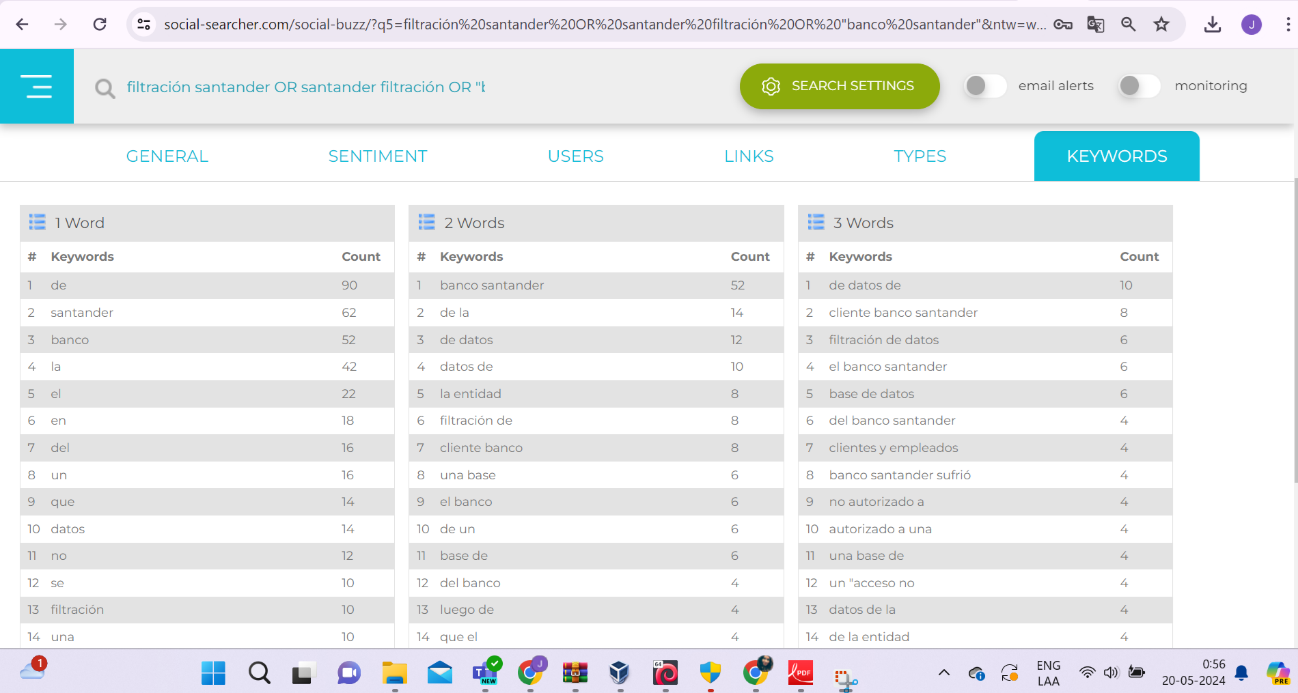 social-searcher.com/social-buzz/?q5=filtración%20santander%20OR%20santander%20filtración%20OR%20"banco%20santander"&ntw=w...
J
filtración santander OR santander filtración OR "b
SEARCH SETTINGS
email alerts
monitoring
GENERAL SENTIMENT USERS LINKS TYPES KEYWORDS
1 Word 2 Words 3 Words
# Keywords Count # Keywords Count # Keywords Count
1 de 90 1 banco santander 52 1 de datos de 10
2 santander 62 2 de la 14 2 cliente banco santander 8
3 banco 52 3 de datos 12 3 filtración de datos 6
4 la 42 4 datos de 10 4 el banco santander 6
5 el 22 5 la entidad 8 5 base de datos 6
6 en 18 6 filtración de 8 6 del banco santander 4
7 del 16 7 cliente banco 8 7 clientes y empleados 4
8 un 16 8 una base 6 8 banco santander sufrió 4
9 que 14 9 el banco 6 9 no autorizado a 4
10 datos 14 10 de un 6 10 autorizado a una 4
11 no 12 11 base de 6 11 una base de 4
12 se 10 12 del banco 4 12 un "acceso no 4
13 filtración 10 13 luego de 4 13 datos de la 4
14 una 10 14 que el 4 14 de la entidad 4
1
NEW
J
64
PDF
ENG
LAA
0:56
20-05-2024
PRE